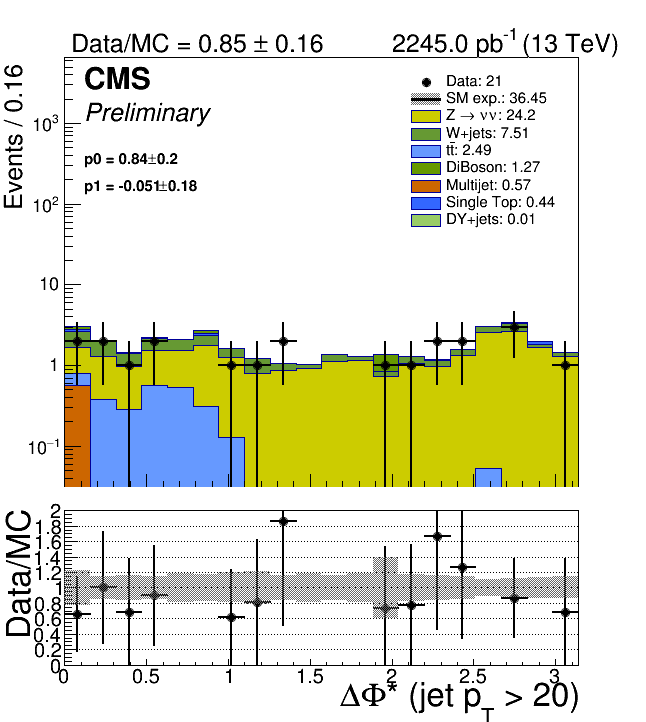 Data/MC = 0.85 ± 0.16 2245.0 pb⁻¹ (13 TeV)
CMS
Preliminary
p0 = 0.84±0.2
p1 = -0.051±0.18
Data: 21
SM exp.: 36.45
Z → νν: 24.2
W+jets: 7.51
tt̄: 2.49
DiBoson: 1.27
Multijet: 0.57
Single Top: 0.44
DY+jets: 0.01
Events / 0.16
10³
10²
10
1
10⁻¹
Data/MC
2
1.8
1.6
1.4
1.2
1
0.8
0.6
0.4
0.2
0
0 0.5 1 1.5 2 2.5 3
ΔΦ* (jet p_T > 20)